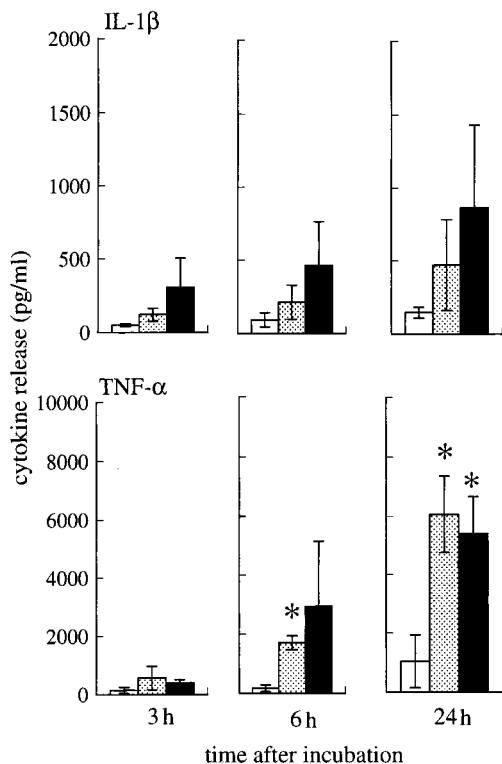 IL-1β
2000
1500
1000
500
0
cytokine release (pg/ml)
TNF-α
10000
8000
6000
4000
2000
0
*
*
*
3 h
6 h
24 h
time after incubation